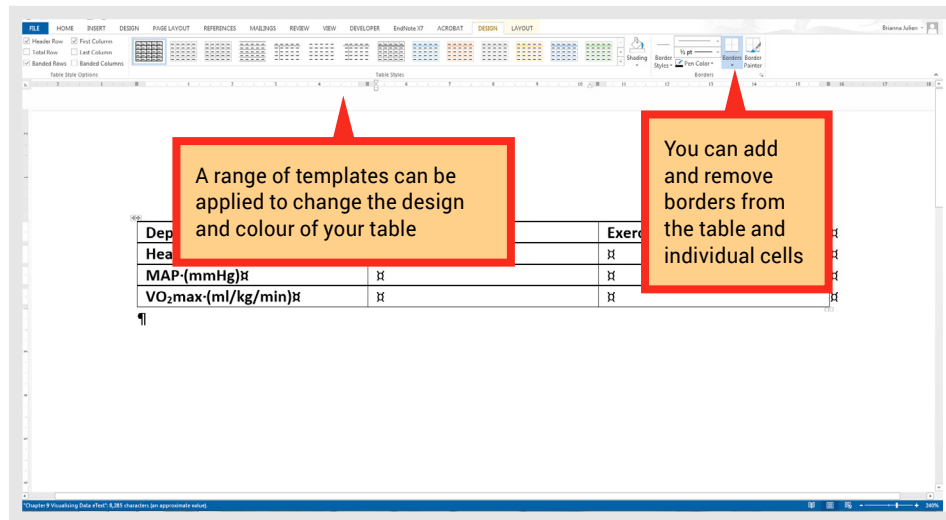 FILE HOME INSERT DESIGN PAGE LAYOUT REFERENCES MAILINGS REVIEW VIEW DEVELOPER EndNote X7 ACROBAT DESIGN LAYOUT Brianna Julien
Header Row First Column
Total Row Last Column
Banded Rows Banded Columns
Table Style Options
Table Styles
Shading
Border Styles
½ pt
Pen Color
Borders
Border Painter
Borders
A range of templates can be
applied to change the design
and colour of your table
You can add
and remove
borders from
the table and
individual cells
Dep
Exerc
Hea ¤ ¤
MAP·(mmHg)¤ ¤ ¤ ¤
VO₂max·(ml/kg/min)¤ ¤ ¤ ¤
¶
"Chapter 9 Visualising Data eText": 8,385 characters (an approximate value). 240%